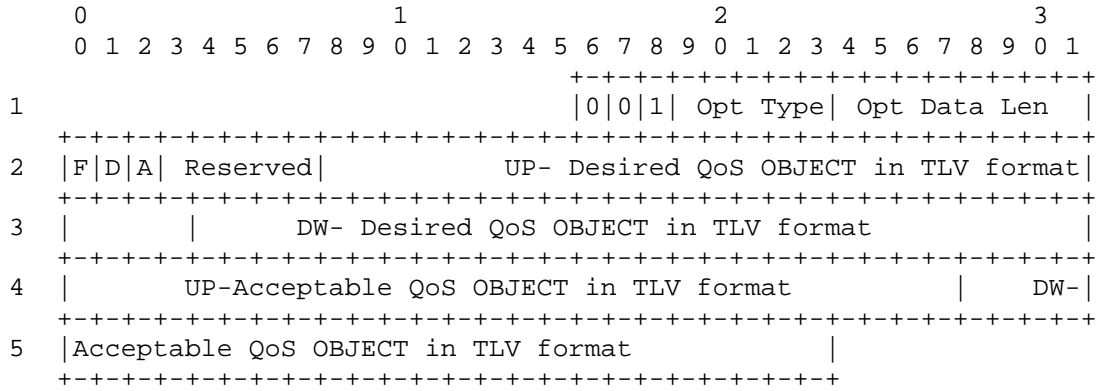 0                   1                   2                   3
 0 1 2 3 4 5 6 7 8 9 0 1 2 3 4 5 6 7 8 9 0 1 2 3 4 5 6 7 8 9 0 1
                                +-+-+-+-+-+-+-+-+-+-+-+-+-+-+-+-+
1                               |0|0|1| Opt Type| Opt Data Len  |
+-+-+-+-+-+-+-+-+-+-+-+-+-+-+-+-+-+-+-+-+-+-+-+-+-+-+-+-+-+-+-+-+
2 |F|D|A| Reserved|           UP- Desired QoS OBJECT in TLV format|
+-+-+-+-+-+-+-+-+-+-+-+-+-+-+-+-+-+-+-+-+-+-+-+-+-+-+-+-+-+-+-+-+
3 |       |      DW- Desired QoS OBJECT in TLV format             |
+-+-+-+-+-+-+-+-+-+-+-+-+-+-+-+-+-+-+-+-+-+-+-+-+-+-+-+-+-+-+-+-+
4 |       UP-Acceptable QoS OBJECT in TLV format          |    DW-|
+-+-+-+-+-+-+-+-+-+-+-+-+-+-+-+-+-+-+-+-+-+-+-+-+-+-+-+-+-+-+-+-+
5 |Acceptable QoS OBJECT in TLV format            |
+-+-+-+-+-+-+-+-+-+-+-+-+-+-+-+-+-+-+-+-+-+-+-+-+